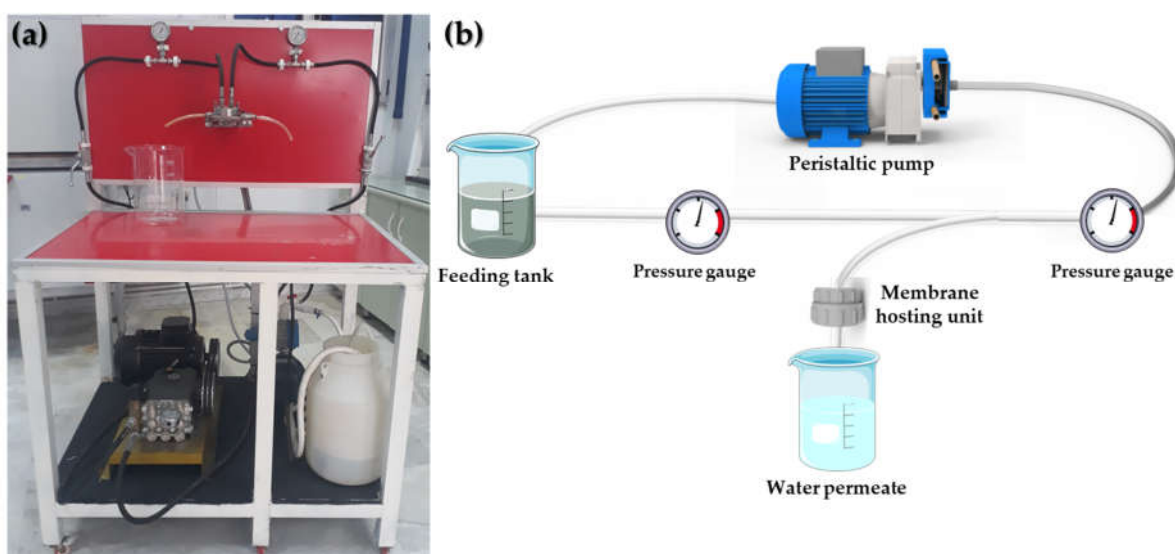 (a)
(b)
Peristaltic pump
Feeding tank
Pressure gauge
Pressure gauge
Membrane
hosting unit
Water permeate